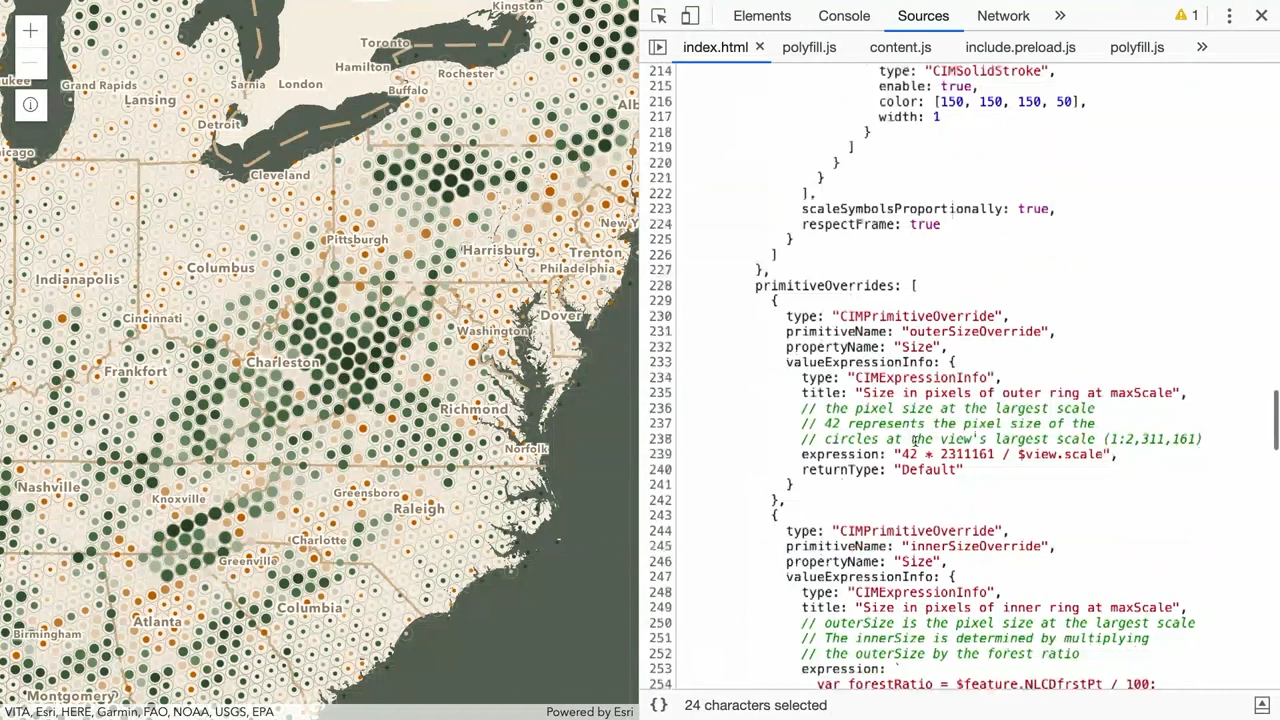 Kingston
Toronto
Hamilton
Rochester
Grand Rapids
Sarnia
London
Buffalo
Lansing
Detroit
Cleveland
Pittsburgh
Harrisburg
Trenton
Philadelphia
Columbus
Indianapolis
Cincinnati
Washington
Dover
Frankfort
Charleston
Richmond
Norfolk
Nashville
Knoxville
Greensboro
Raleigh
Charlotte
Greenville
Columbia
Atlanta
Birmingham
Montgomery
VITA, Esri, HERE, Garmin, FAO, NOAA, USGS, EPA
Powered by Esri
Elements
Console
Sources
Network
1
index.html
polyfill.js
content.js
include.preload.js
polyfill.js
214 type: "CIMSolidStroke",
215 enable: true,
216 color: [150, 150, 150, 50],
217 width: 1
218 }
219 ]
220 }
221 }
222 ],
223 scaleSymbolsProportionally: true,
224 respectFrame: true
225 }
226 ]
227 },
228 primitiveOverrides: [
229 {
230 type: "CIMPrimitiveOverride",
231 primitiveName: "outerSizeOverride",
232 propertyName: "Size",
233 valueExpressionInfo: {
234 type: "CIMExpressionInfo",
235 title: "Size in pixels of outer ring at maxScale",
236 // the pixel size at the largest scale
237 // 42 represents the pixel size of the
238 // circles at the view's largest scale (1:2,311,161)
239 expression: "42 * 2311161 / $view.scale",
240 returnType: "Default"
241 }
242 },
243 {
244 type: "CIMPrimitiveOverride",
245 primitiveName: "innerSizeOverride",
246 propertyName: "Size",
247 valueExpressionInfo: {
248 type: "CIMExpressionInfo",
249 title: "Size in pixels of inner ring at maxScale",
250 // outerSize is the pixel size at the largest scale
251 // The innerSize is determined by multiplying
252 // the outerSize by the forest ratio
253 expression: `
254 var forestRatio = $feature.NLCDfrstPt / 100;
{} 24 characters selected